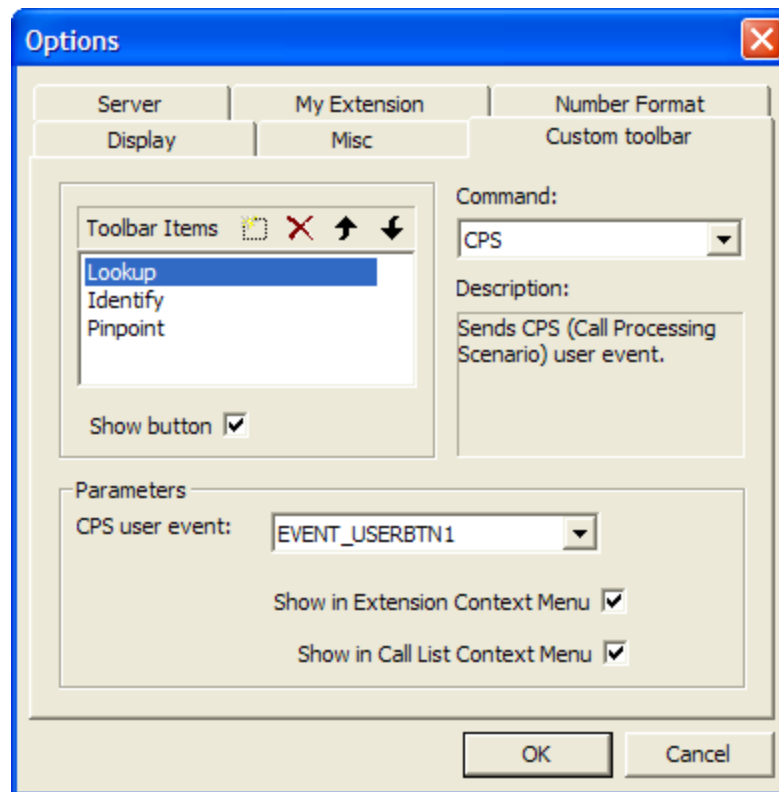 Options
Server
My Extension
Number Format
Display
Misc
Custom toolbar
Toolbar Items
Lookup
Identify
Pinpoint
Show button
Command:
CPS
Description:
Sends CPS (Call Processing
Scenario) user event.
Parameters
CPS user event:
EVENT_USERBTN1
Show in Extension Context Menu
Show in Call List Context Menu
OK
Cancel